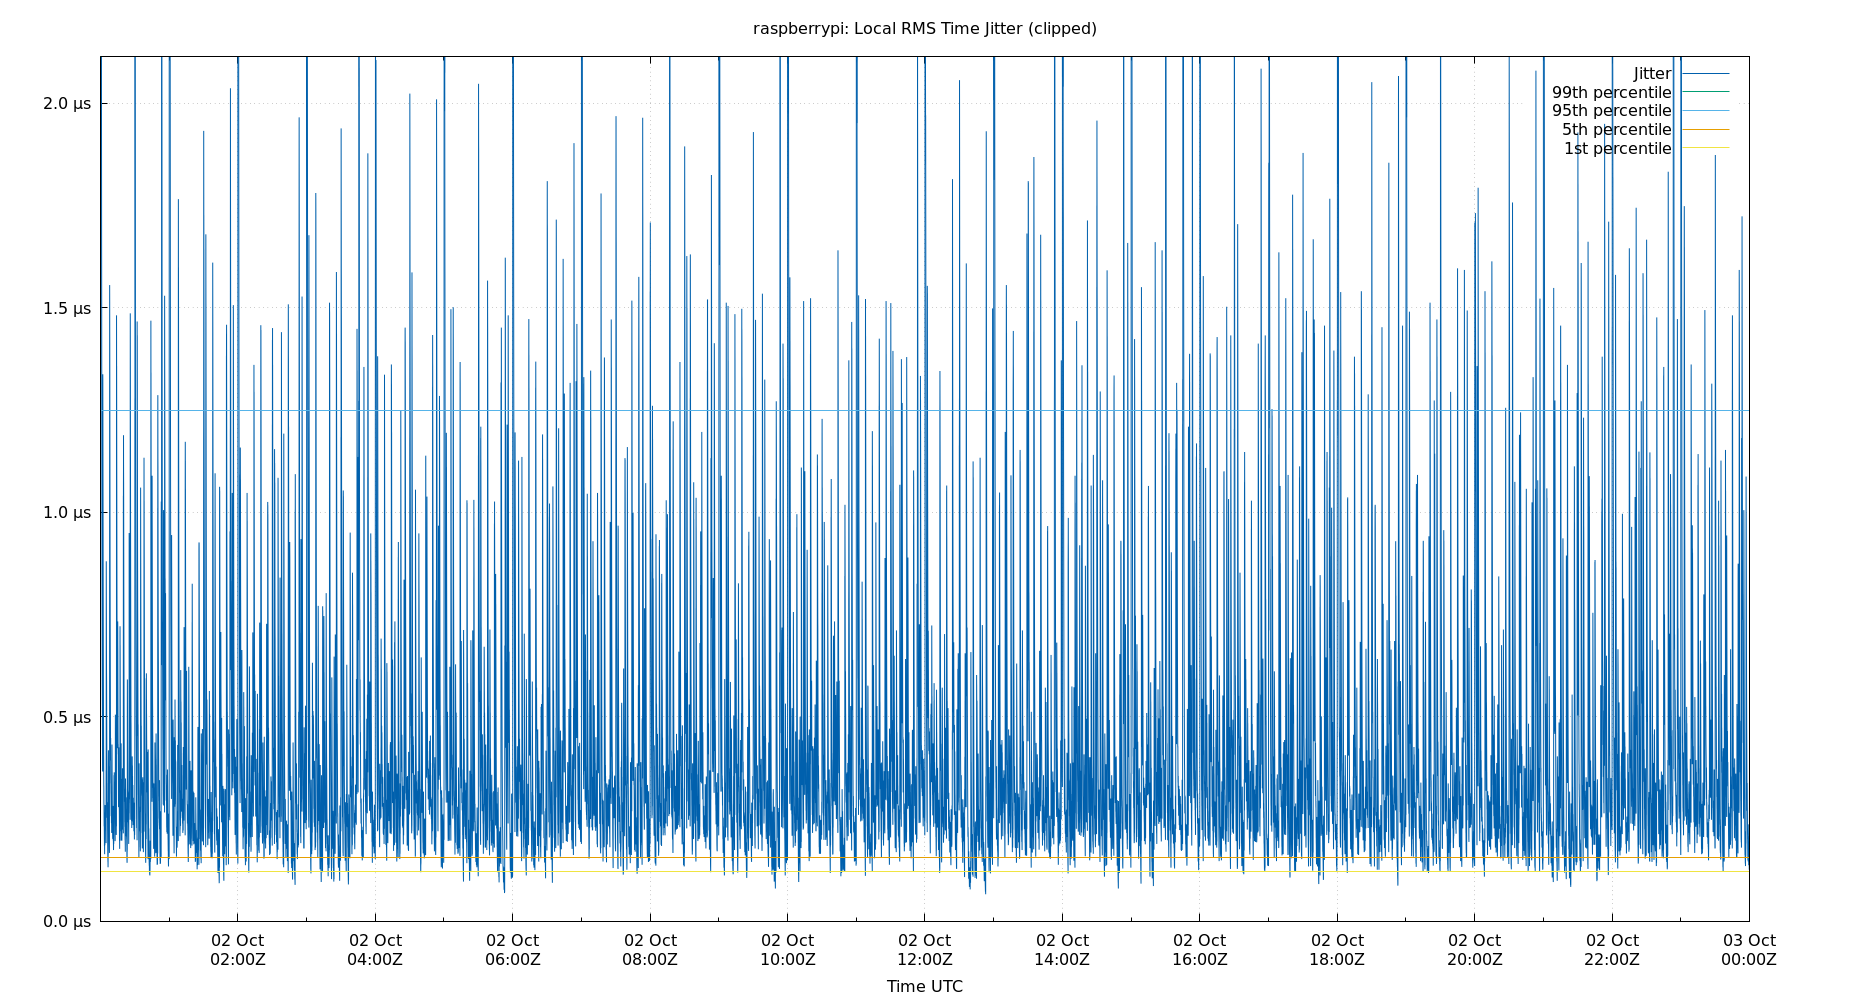 raspberrypi: Local RMS Time Jitter (clipped)
2.0 µs
1.5 µs
1.0 µs
0.5 µs
0.0 µs
Jitter
99th percentile
95th percentile
5th percentile
1st percentile
02 Oct 02 Oct 02 Oct 02 Oct 02 Oct 02 Oct 02 Oct 02 Oct 02 Oct 02 Oct 02 Oct 03 Oct
02:00Z 04:00Z 06:00Z 08:00Z 10:00Z 12:00Z 14:00Z 16:00Z 18:00Z 20:00Z 22:00Z 00:00Z
Time UTC